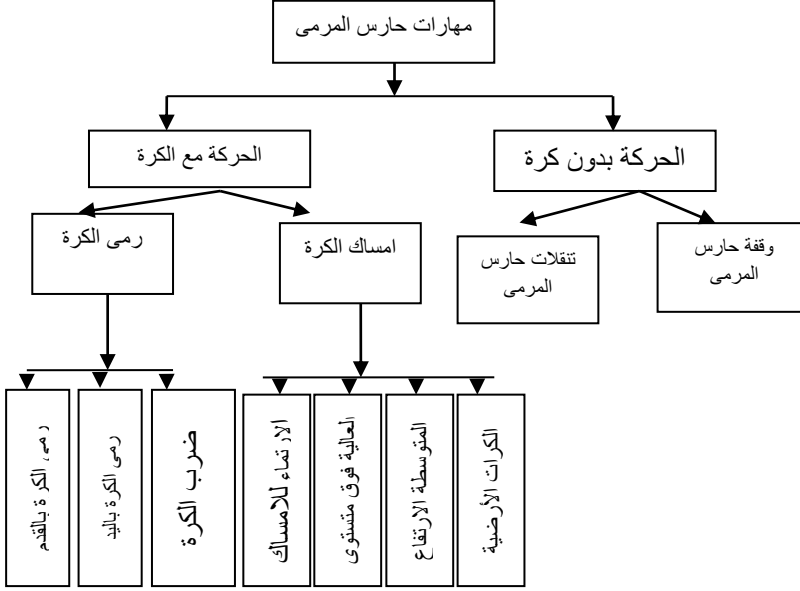 مهارات حارس المرمى
الحركة بدون كرة
الحركة مع الكرة
وقفة حارس
المرمى
تنقلات حارس
المرمى
امساك الكرة
رمى الكرة
الكرات الأرضية
المتوسطة الارتفاع
العالية فوق متستوى
الارتماء للامساك
ضرب الكرة
رمى الكرة باليد
رمى الكرة بالقدم